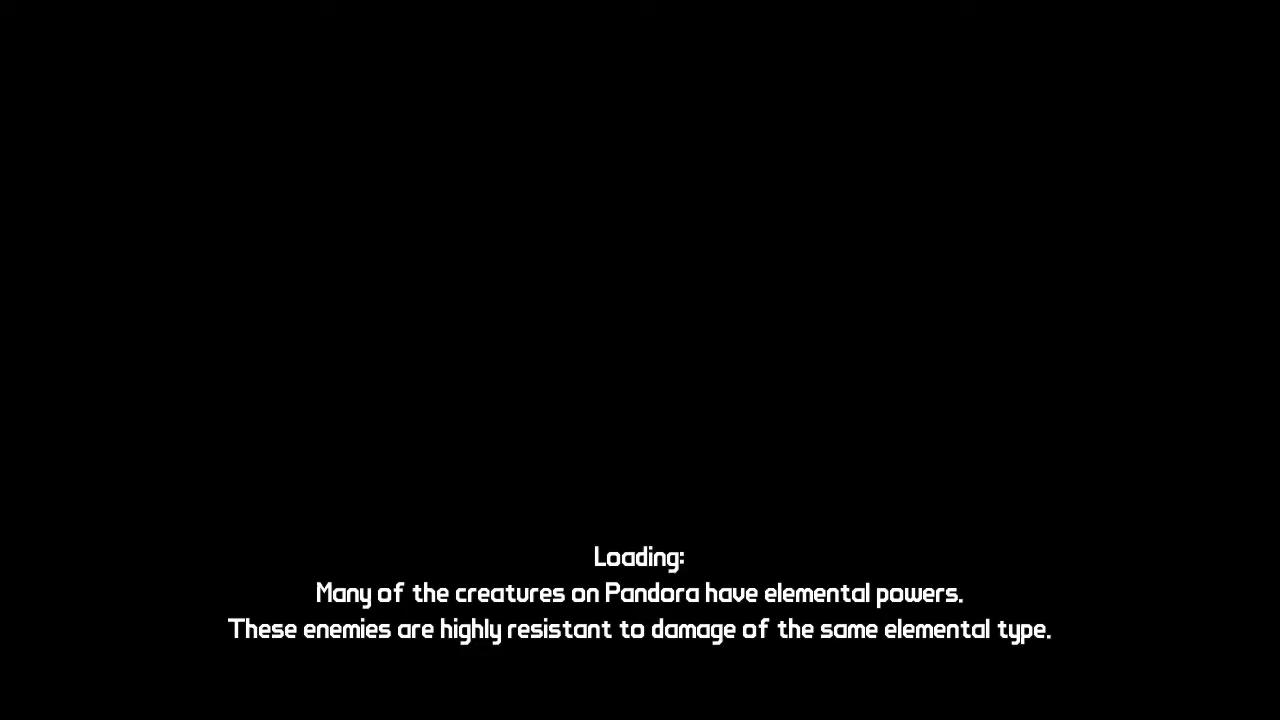 Loading:
Many of the creatures on Pandora have elemental powers.
These enemies are highly resistant to damage of the same elemental type.